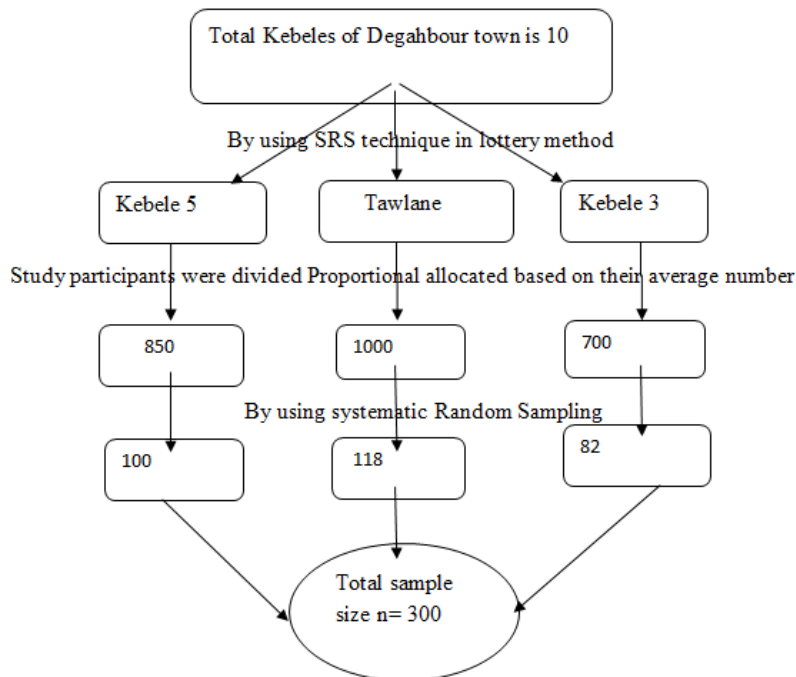 Total Kebeles of Degahbour town is 10
By using SRS technique in lottery method
Kebele 5
Tawlane
Kebele 3
Study participants were divided Proportional allocated based on their average number
850
1000
700
By using systematic Random Sampling
100
118
82
Total sample
size n= 300